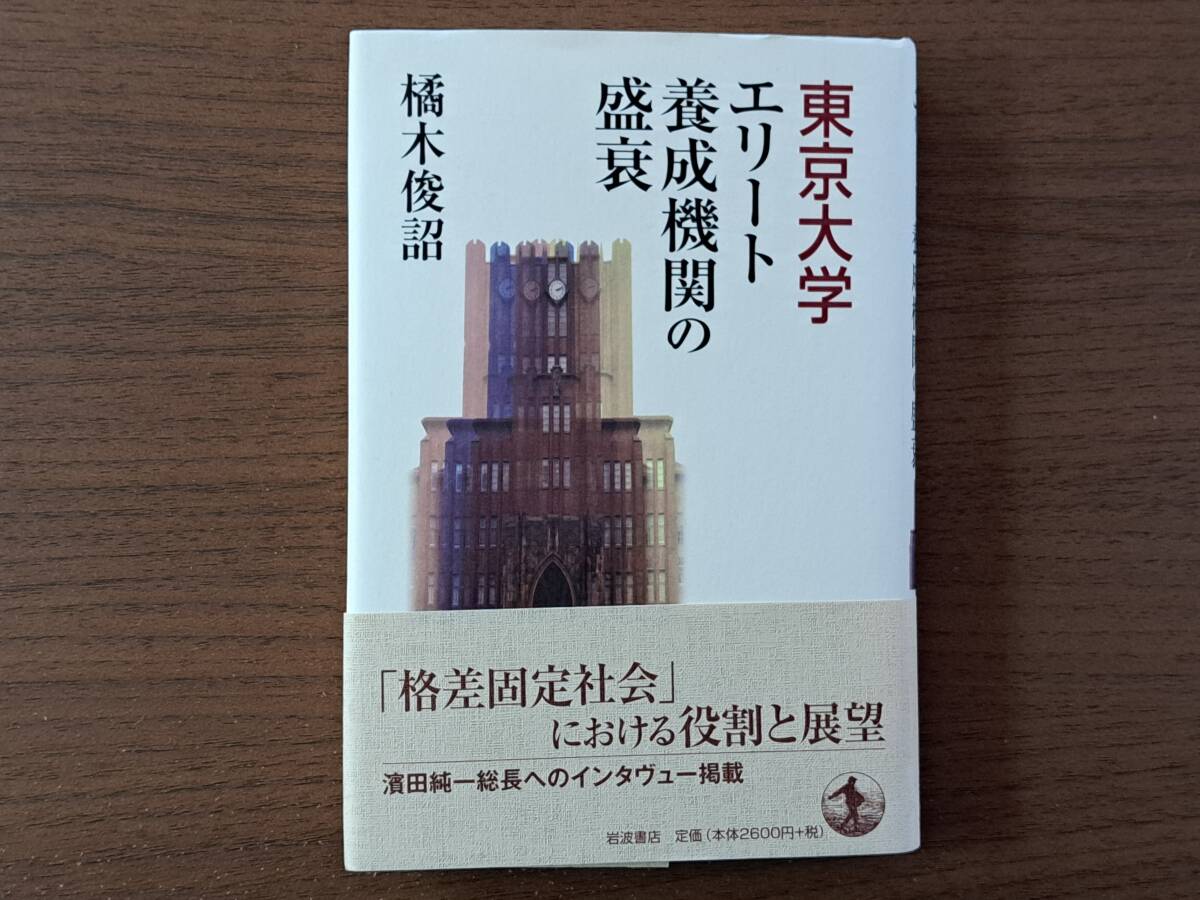 東京大学
エリート
養成機関の
盛衰
橘木俊詔
「格差固定社会」
における役割と展望
濱田純一総長へのインタヴュー掲載
岩波書店 定価(本体2600円+税)